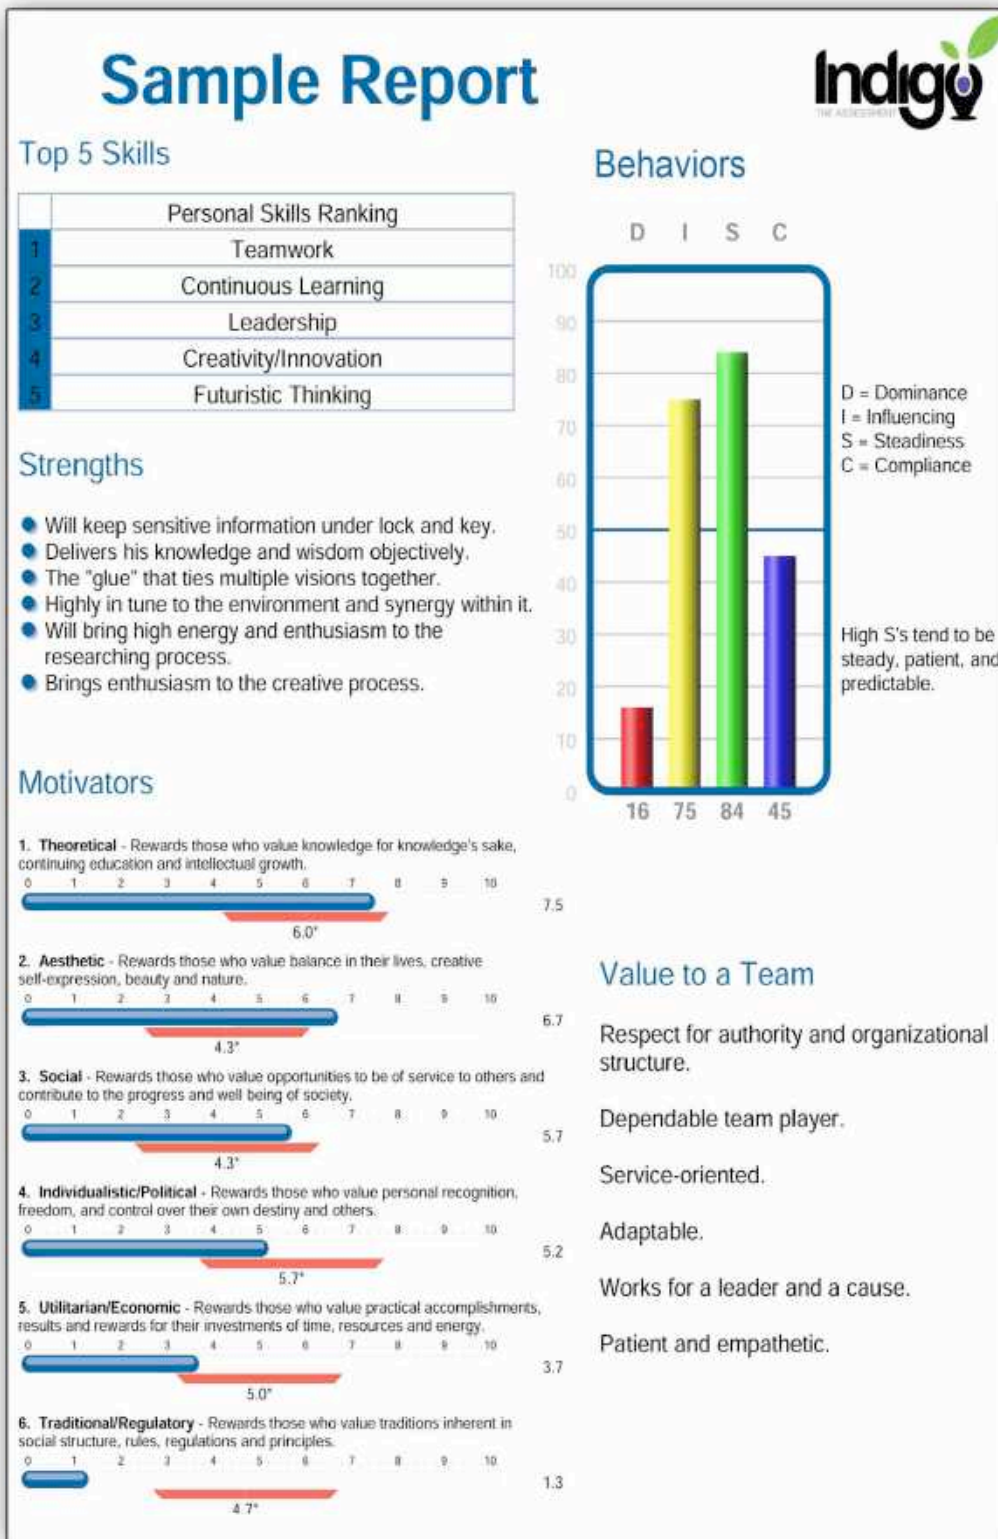 Sample Report
Indigo
THE ASSESSMENT
Top 5 Skills
Personal Skills Ranking
1 Teamwork
2 Continuous Learning
3 Leadership
4 Creativity/Innovation
5 Futuristic Thinking
Strengths
Will keep sensitive information under lock and key.
Delivers his knowledge and wisdom objectively.
The "glue" that ties multiple visions together.
Highly in tune to the environment and synergy within it.
Will bring high energy and enthusiasm to the
researching process.
Brings enthusiasm to the creative process.
Motivators
1. Theoretical - Rewards those who value knowledge for knowledge's sake,
continuing education and intellectual growth.
0 1 2 3 4 5 6 7 8 9 10
7.5
6.0*
2. Aesthetic - Rewards those who value balance in their lives, creative
self-expression, beauty and nature.
0 1 2 3 4 5 6 7 8 9 10
6.7
4.3*
3. Social - Rewards those who value opportunities to be of service to others and
contribute to the progress and well being of society.
0 1 2 3 4 5 6 7 8 9 10
5.7
4.3*
4. Individualistic/Political - Rewards those who value personal recognition,
freedom, and control over their own destiny and others.
0 1 2 3 4 5 6 7 8 9 10
5.2
5.7*
5. Utilitarian/Economic - Rewards those who value practical accomplishments,
results and rewards for their investments of time, resources and energy.
0 1 2 3 4 5 6 7 8 9 10
3.7
5.0*
6. Traditional/Regulatory - Rewards those who value traditions inherent in
social structure, rules, regulations and principles.
0 1 2 3 4 5 6 7 8 9 10
1.3
4.7*
Behaviors
D I S C
100
90
80
70
60
50
40
30
20
10
0
16 75 84 45
D = Dominance
I = Influencing
S = Steadiness
C = Compliance
High S's tend to be
steady, patient, and
predictable.
Value to a Team
Respect for authority and organizational
structure.
Dependable team player.
Service-oriented.
Adaptable.
Works for a leader and a cause.
Patient and empathetic.